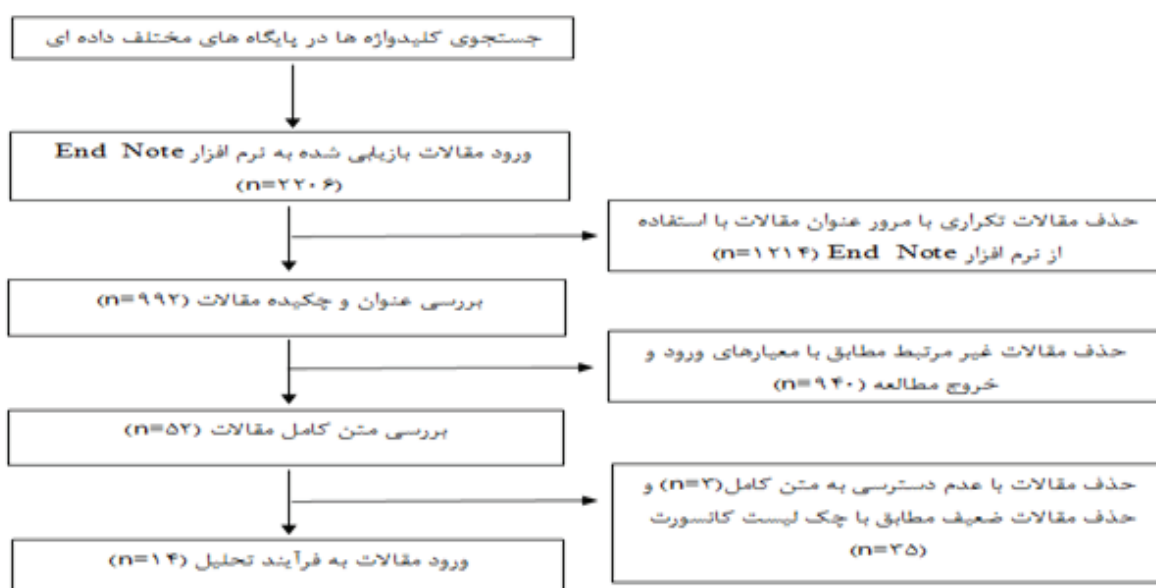 جستجوی کلیدواژه ها در پایگاه های مختلف داده ای
ورود مقالات بازیابی شده به نرم افزار End Note
(n=۲۲۰۶)
حذف مقالات تکراری با مرور عنوان مقالات با استفاده
از نرم افزار End Note (n=۱۲۱۴)
بررسی عنوان و چکیده مقالات (n=۹۹۲)
حذف مقالات غیر مرتبط مطابق با معیارهای ورود و
خروج مطالعه (n=۹۴۰)
بررسی متن کامل مقالات (n=۵۲)
حذف مقالات با عدم دسترسی به متن کامل(n=۳) و
حذف مقالات ضعیف مطابق با چک لیست کانسورت
(n=۳۵)
ورود مقالات به فرآیند تحلیل (n=۱۴)